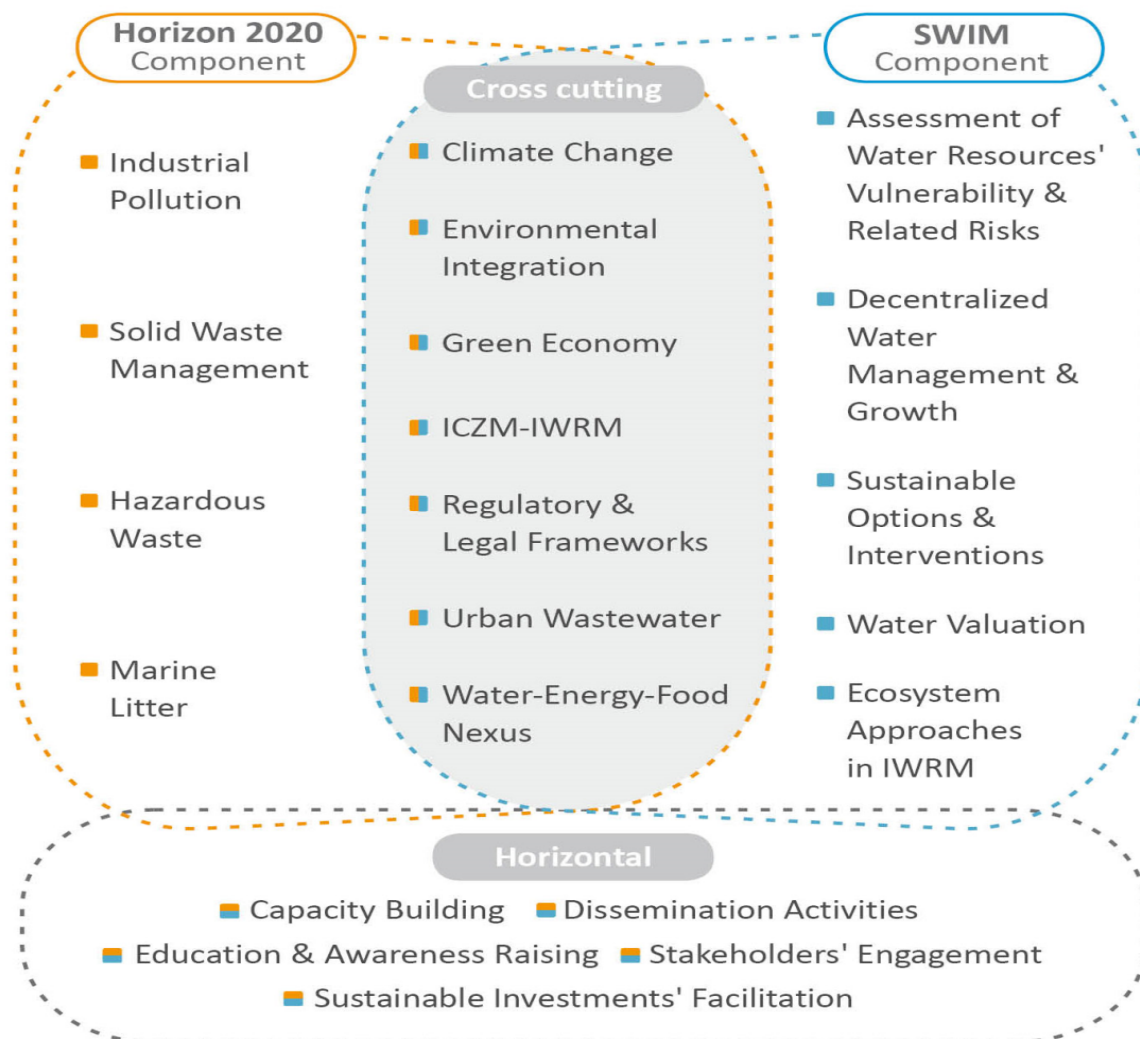 Horizon 2020
Component
Industrial
Pollution
Solid Waste
Management
Hazardous
Waste
Marine
Litter
Cross cutting
Climate Change
Environmental
Integration
Green Economy
ICZM-IWRM
Regulatory &
Legal Frameworks
Urban Wastewater
Water-Energy-Food
Nexus
SWIM
Component
Assessment of
Water Resources'
Vulnerability &
Related Risks
Decentralized
Water
Management &
Growth
Sustainable
Options &
Interventions
Water Valuation
Ecosystem
Approaches
in IWRM
Horizontal
Capacity Building Dissemination Activities
Education & Awareness Raising Stakeholders' Engagement
Sustainable Investments' Facilitation